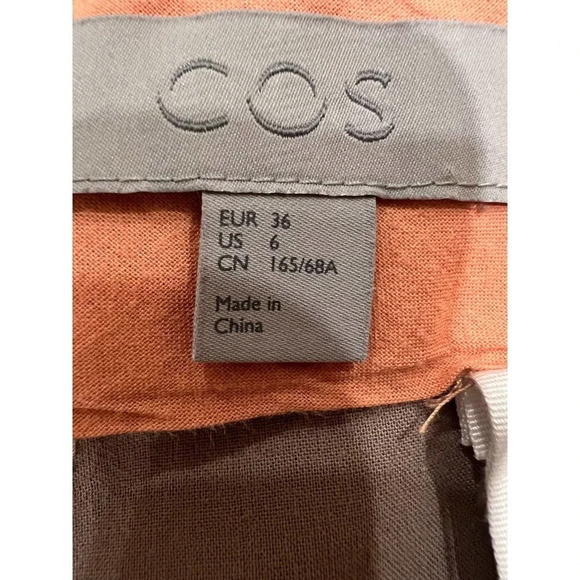 COS
EUR 36
US 6
CN 165/68A
Made in
China